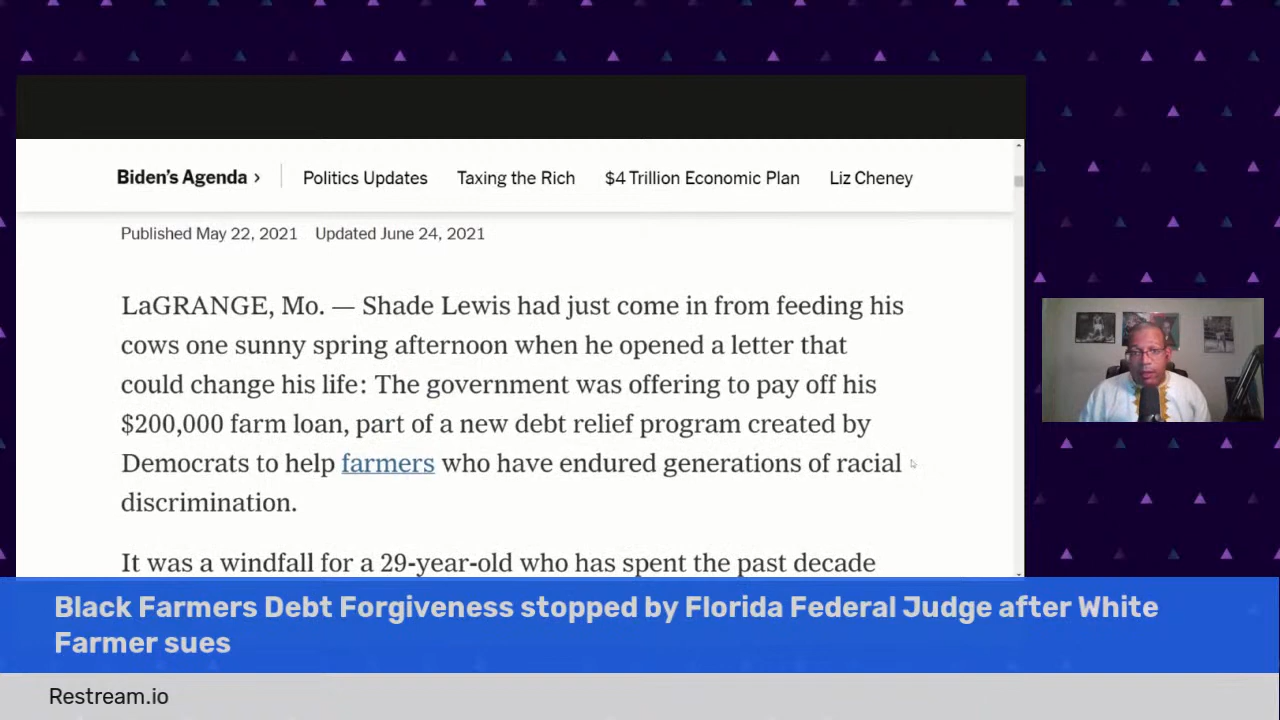 Biden's Agenda › Politics Updates Taxing the Rich $4 Trillion Economic Plan Liz Cheney
Published May 22, 2021 Updated June 24, 2021
LaGRANGE, Mo. — Shade Lewis had just come in from feeding his
cows one sunny spring afternoon when he opened a letter that
could change his life: The government was offering to pay off his
$200,000 farm loan, part of a new debt relief program created by
Democrats to help farmers who have endured generations of racial
discrimination.
It was a windfall for a 29-year-old who has spent the past decade
Black Farmers Debt Forgiveness stopped by Florida Federal Judge after White
Farmer sues
Restream.io